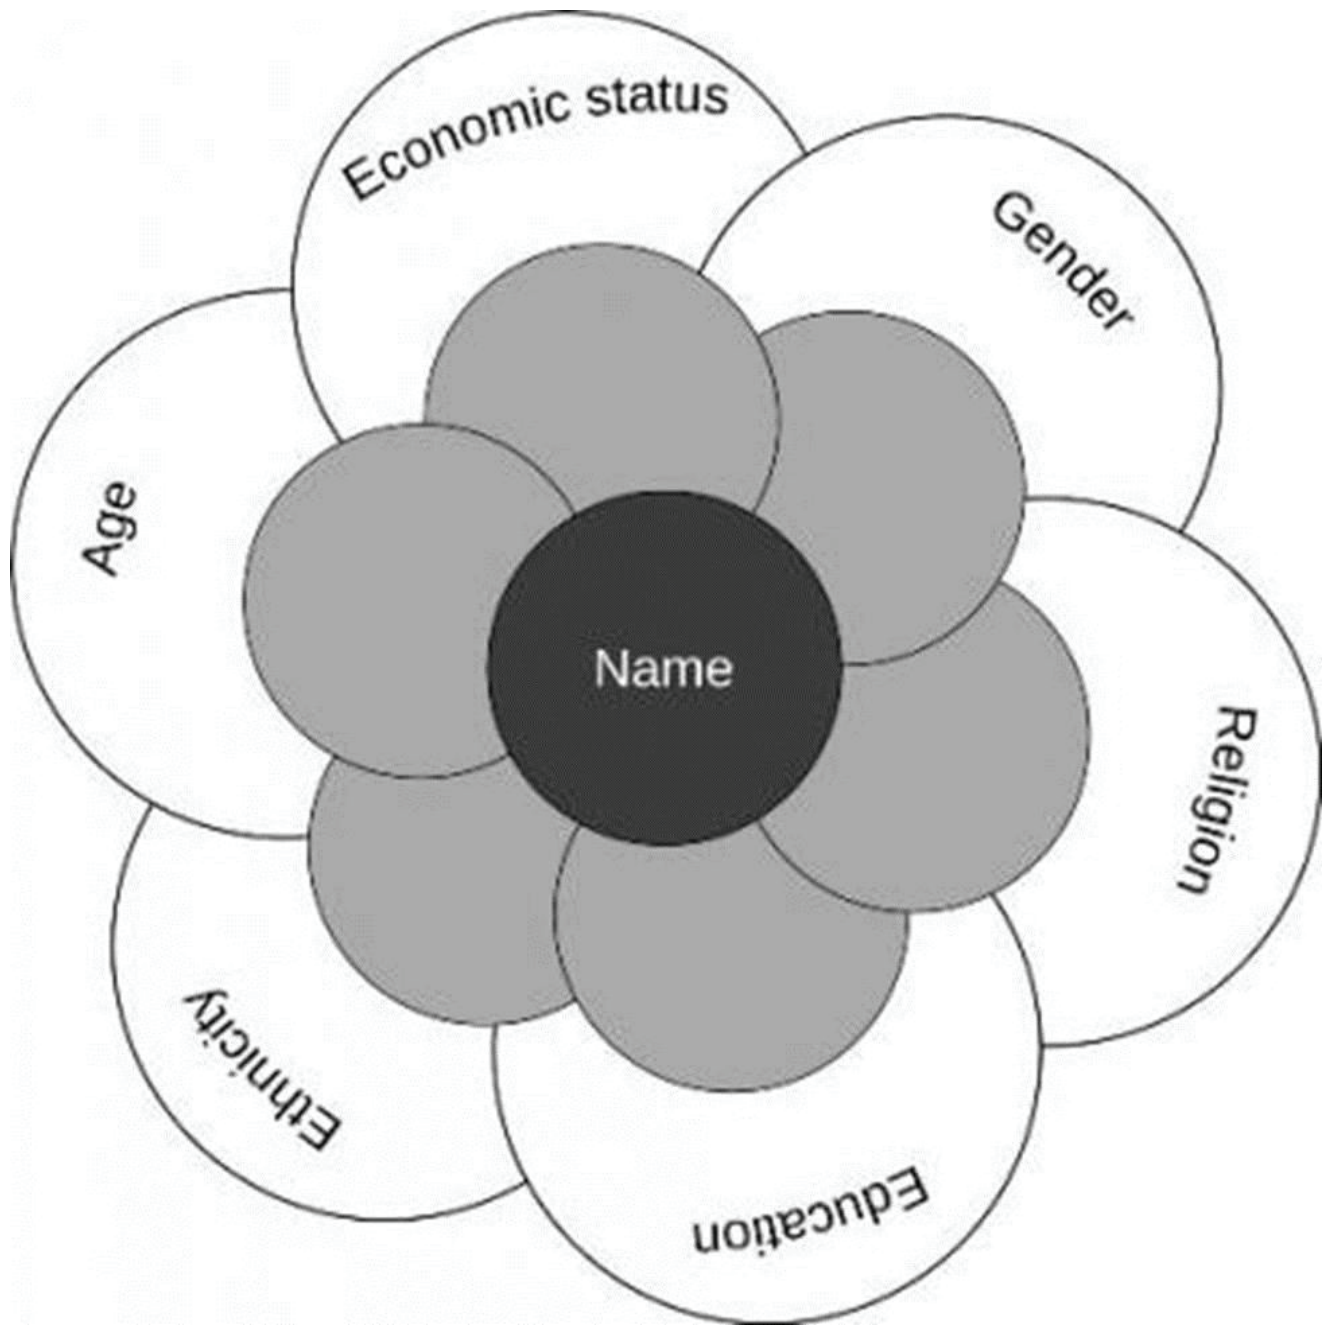 Economic status
Gender
Religion
Education
Ethnicity
Age
Name